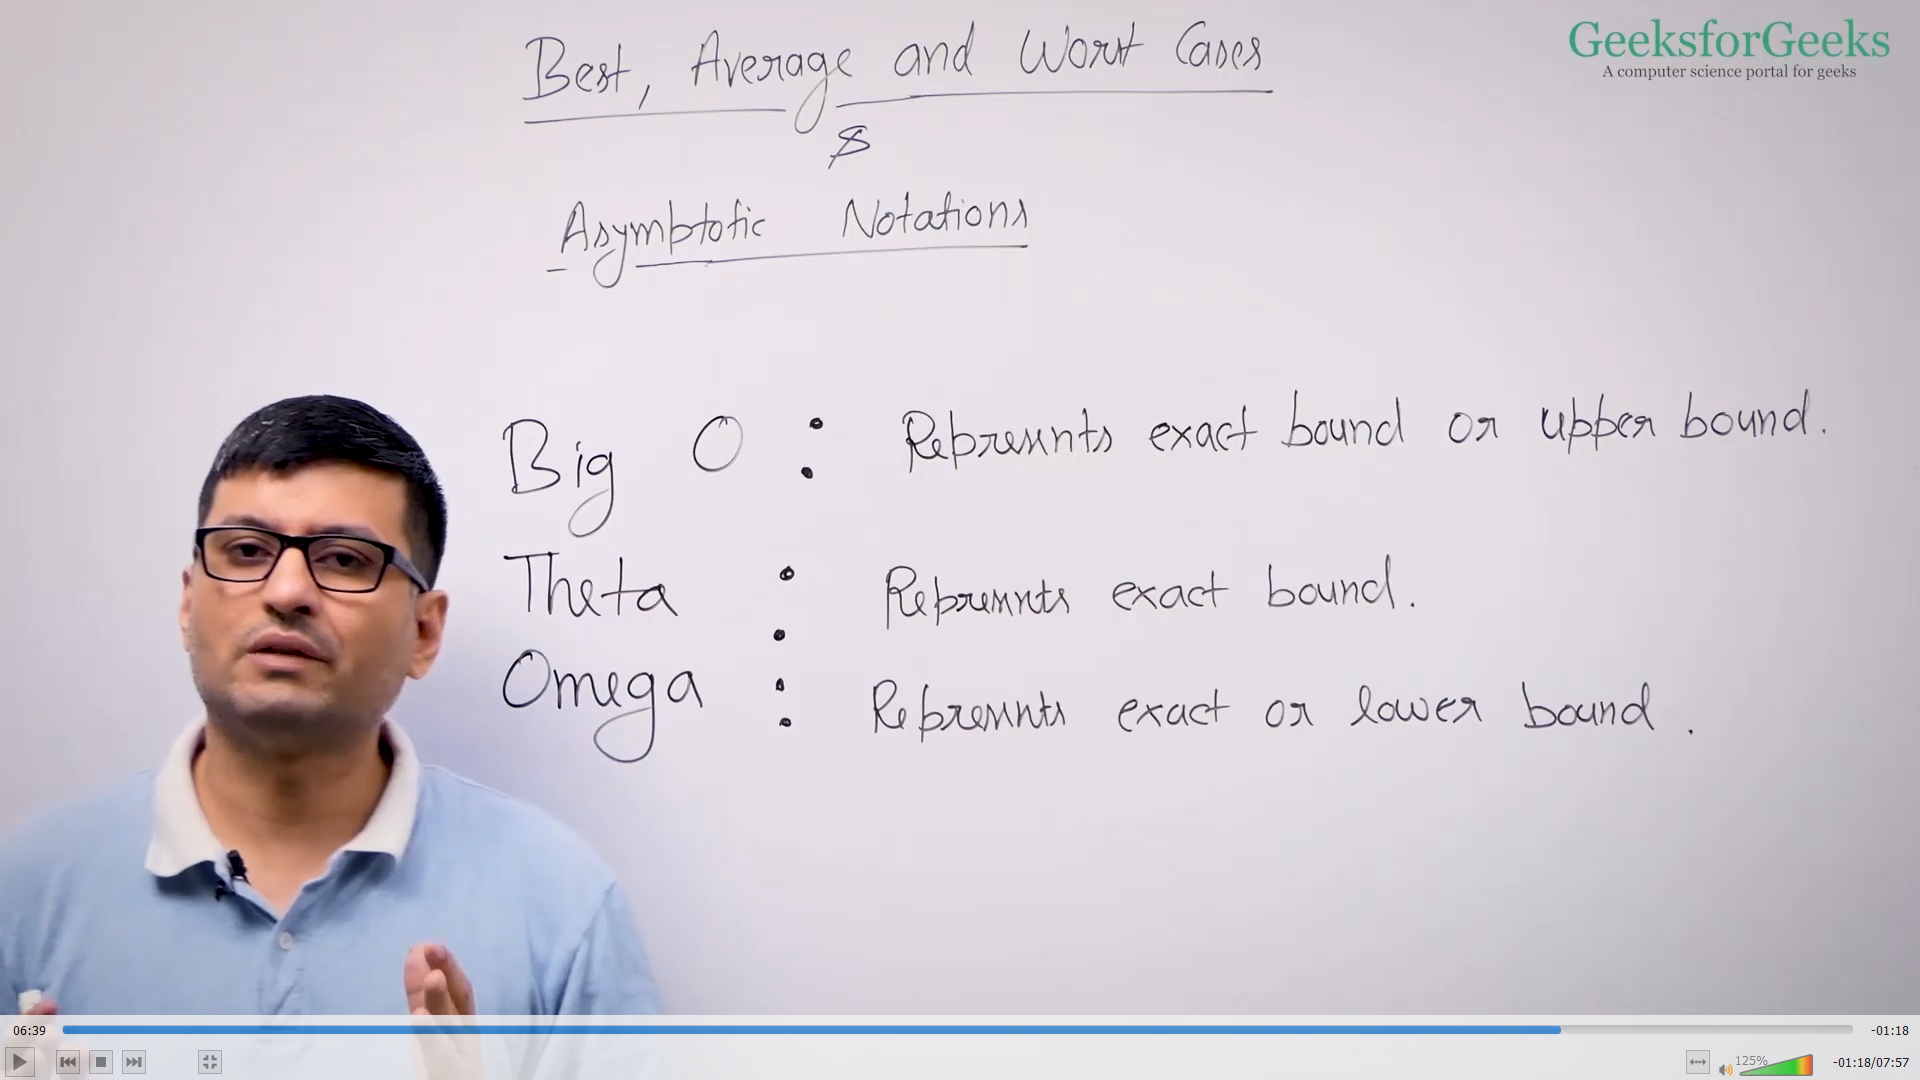 Best, Average and Worst Cases
GeeksforGeeks
A computer science portal for geeks
&
Asymptotic Notations
Big O : Represents exact bound or upper bound.
Theta : Represents exact bound.
Omega : Represents exact or lower bound.
06:39
-01:18
125%
-01:18/07:57